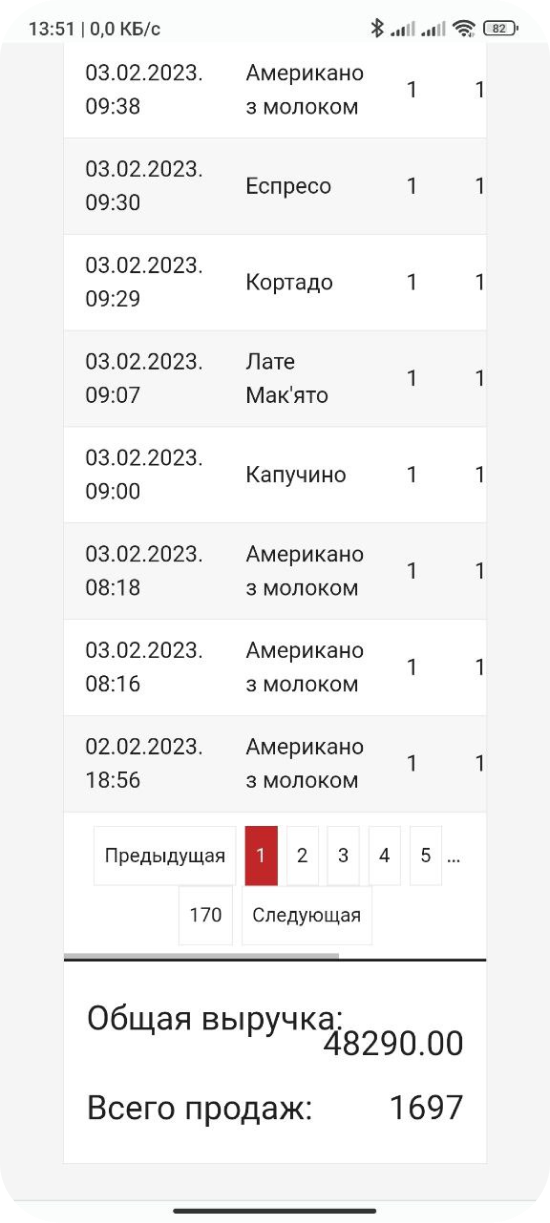 13:51 | 0,0 КБ/с 82
03.02.2023. Американо
09:38 з молоком 1 1
03.02.2023.
09:30 Еспресо 1 1
03.02.2023.
09:29 Кортадо 1 1
03.02.2023. Лате
09:07 Мак'ято 1 1
03.02.2023.
09:00 Капучино 1 1
03.02.2023. Американо
08:18 з молоком 1 1
03.02.2023. Американо
08:16 з молоком 1 1
02.02.2023. Американо
18:56 з молоком 1 1
Предыдущая 1 2 3 4 5 ...
170 Следующая
Общая выручка:
48290.00
Всего продаж: 1697